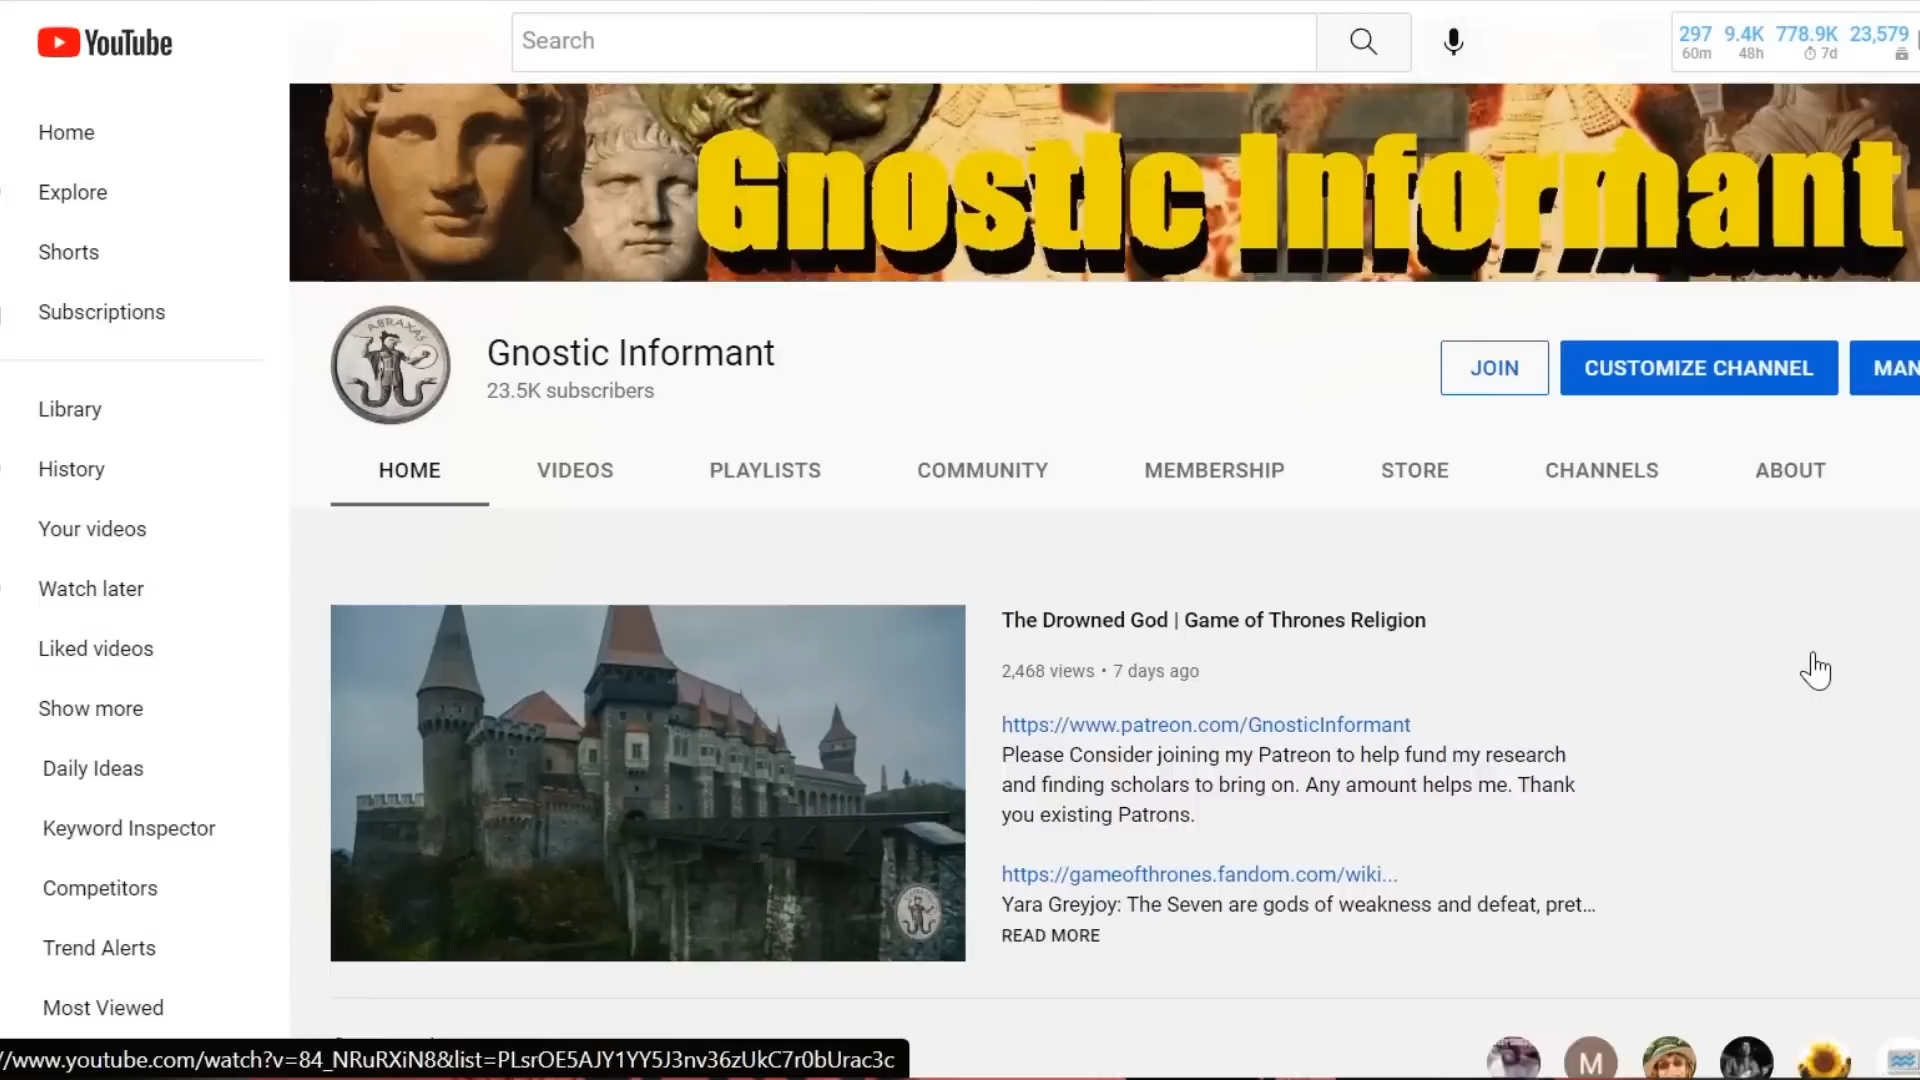 YouTube
Search
297 9.4K 778.9K 23,579
60m 48h 7d
Home
Explore
Shorts
Subscriptions
Library
History
Your videos
Watch later
Liked videos
Show more
Daily Ideas
Keyword Inspector
Competitors
Trend Alerts
Most Viewed
Gnostic Informant
ABRAXAS
Gnostic Informant
23.5K subscribers
JOIN
CUSTOMIZE CHANNEL
MAN
HOME VIDEOS PLAYLISTS COMMUNITY MEMBERSHIP STORE CHANNELS ABOUT
The Drowned God | Game of Thrones Religion
2,468 views • 7 days ago
https://www.patreon.com/GnosticInformant
Please Consider joining my Patreon to help fund my research
and finding scholars to bring on. Any amount helps me. Thank
you existing Patrons.
https://gameofthrones.fandom.com/wiki...
Yara Greyjoy: The Seven are gods of weakness and defeat, pret...
READ MORE
M
//www.youtube.com/watch?v=84_NRuRXiN8&list=PLsrOE5AJY1YY5J3nv36zUkC7r0bUrac3c